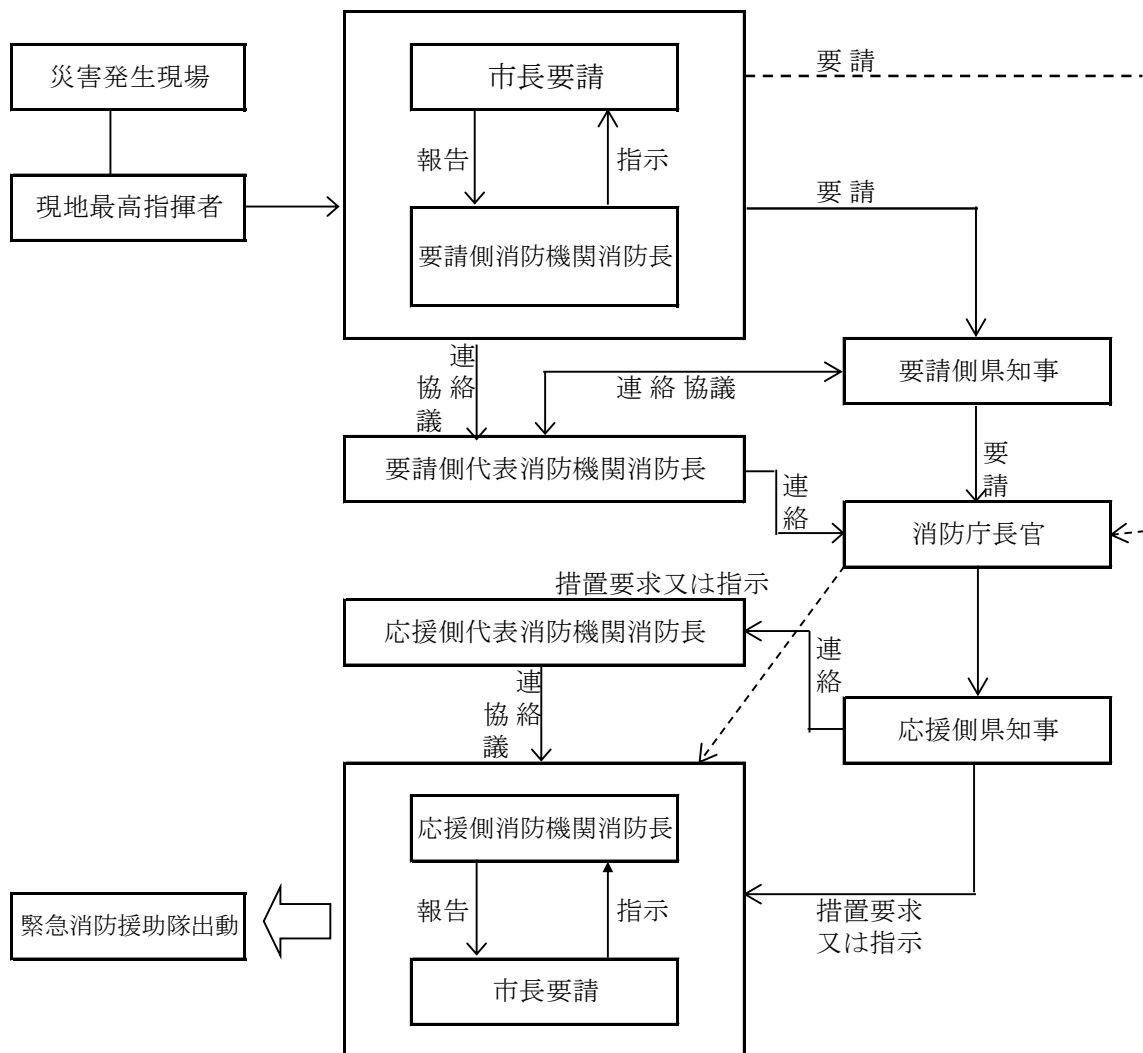 災害発生現場
市長要請
要 請
報告
指示
現地最高指揮者
要 請
要請側消防機関消防長
連絡
協議
連 絡 協議
要請側県知事
要請側代表消防機関消防長
連絡
要請
消防庁長官
措置要求又は指示
応援側代表消防機関消防長
連絡
連絡
協議
応援側県知事
応援側消防機関消防長
報告
指示
緊急消防援助隊出動
措置要求
又は指示
市長要請